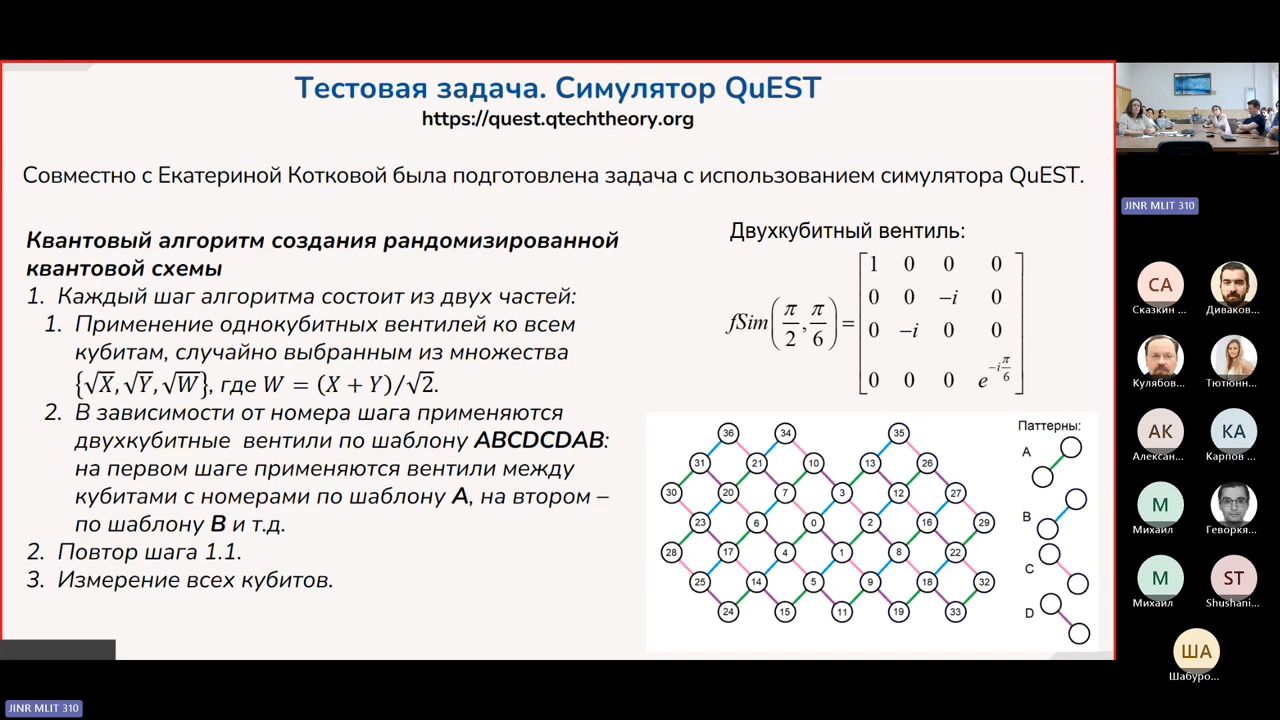 Тестовая задача. Симулятор QuEST
https://quest.qtechtheory.org
Совместно с Екатериной Котковой была подготовлена задача с использованием симулятора QuEST.
Квантовый алгоритм создания рандомизированной
квантовой схемы
1. Каждый шаг алгоритма состоит из двух частей:
1. Применение однокубитных вентилей ко всем
кубитам, случайно выбранным из множества
{√X, √Y, √W}, где W = (X + Y)/√2.
2. В зависимости от номера шага применяются
двухкубитные вентили по шаблону ABCDCDAB:
на первом шаге применяются вентили между
кубитами с номерами по шаблону A, на втором –
по шаблону B и т.д.
2. Повтор шага 1.1.
3. Измерение всех кубитов.
Двухкубитный вентиль:
fSim(π/2, π/6) =
1 0 0 0
0 0 −i 0
0 −i 0 0
0 0 0 e^(−iπ/6)
36 34 35
31 21 10 13 26
30 20 7 3 12 27
23 6 0 2 16 29
28 17 4 1 8 22
25 14 5 9 18 32
24 15 11 19 33
Паттерны:
A
B
C
D
JINR MLIT 310
СА
Сказкин ...
Диваков...
Кулябов...
Тютюнн...
АК
Алексан...
КА
Карпов ...
М
Михаил
Геворкя...
М
Михаил
ST
Shushani...
ША
Шабуро...
JINR MLIT 310